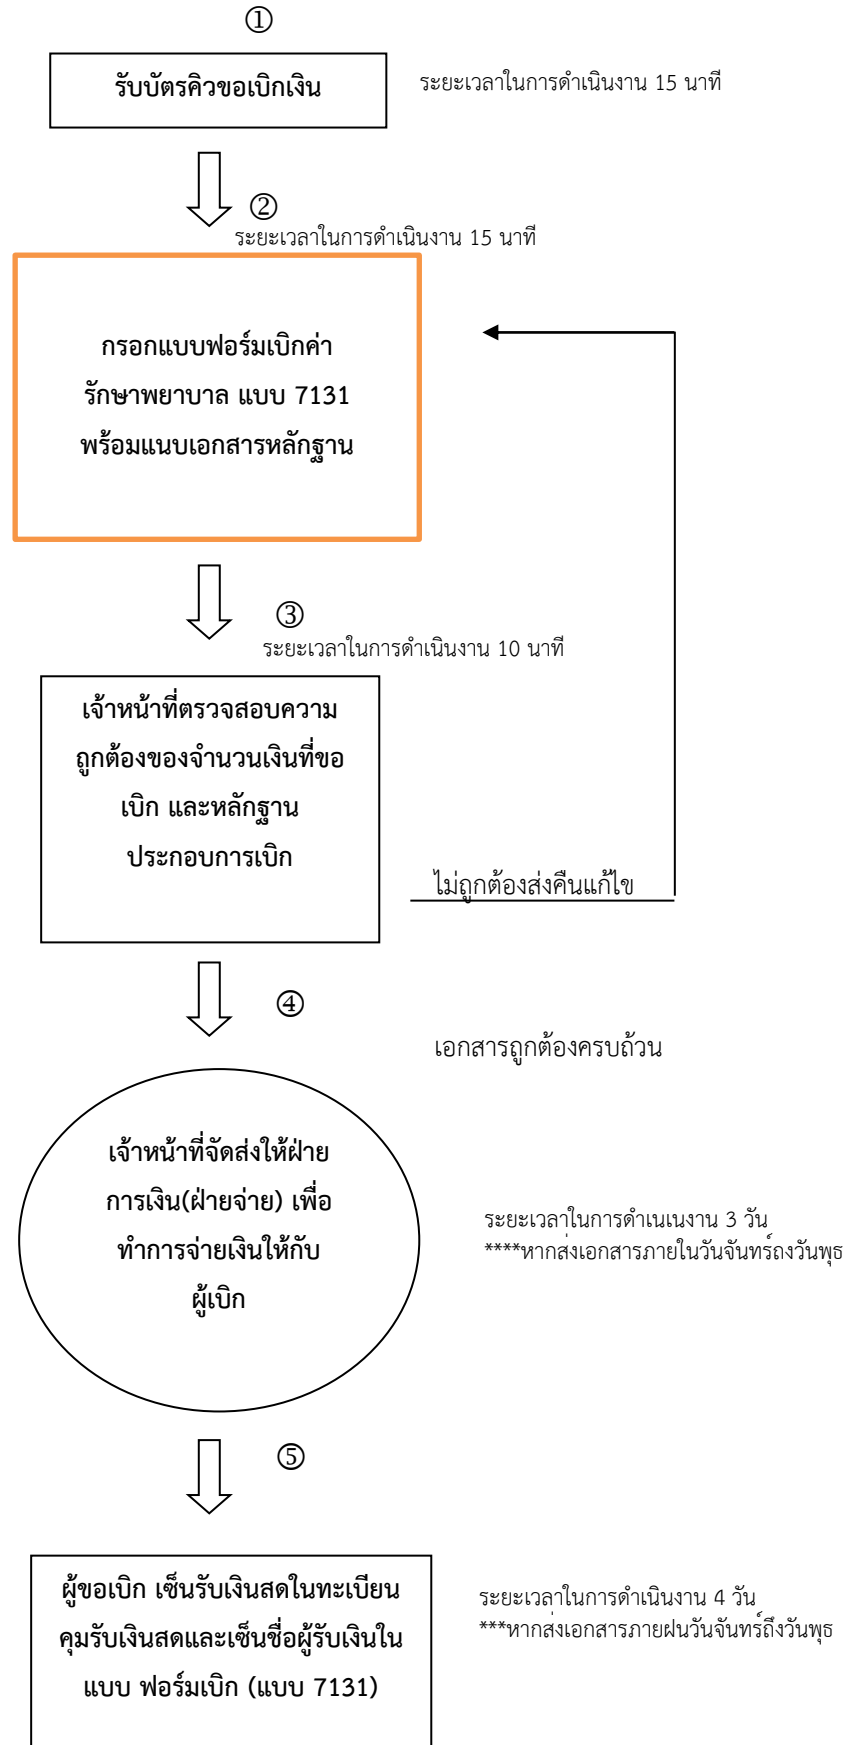 ①
รับบัตรคิวขอเบิกเงิน
ระยะเวลาในการดำเนินงาน 15 นาที
②
ระยะเวลาในการดำเนินงาน 15 นาที
กรอกแบบฟอร์มเบิกค่า
รักษาพยาบาล แบบ 7131
พร้อมแนบเอกสารหลักฐาน
③
ระยะเวลาในการดำเนินงาน 10 นาที
เจ้าหน้าที่ตรวจสอบความ
ถูกต้องของจำนวนเงินที่ขอ
เบิก และหลักฐาน
ประกอบการเบิก
ไม่ถูกต้องส่งคืนแก้ไข
④
เอกสารถูกต้องครบถ้วน
เจ้าหน้าที่จัดส่งให้ฝ่าย
การเงิน(ฝ่ายจ่าย) เพื่อ
ทำการจ่ายเงินให้กับ
ผู้เบิก
ระยะเวลาในการดำเนเนงาน 3 วัน
****หากส่งเอกสารภายในวันจันทร์ถงวันพุธ
⑤
ผู้ขอเบิก เซ็นรับเงินสดในทะเบียน
คุมรับเงินสดและเซ็นชื่อผู้รับเงินใน
แบบ ฟอร์มเบิก (แบบ 7131)
ระยะเวลาในการดำเนินงาน 4 วัน
***หากส่งเอกสารภายฝนวันจันทร์ถึงวันพุธ